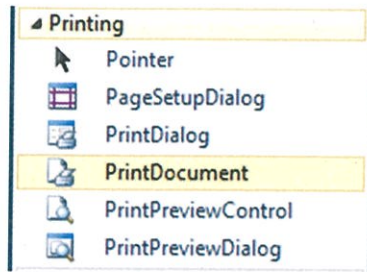 Printing
Pointer
PageSetupDialog
PrintDialog
PrintDocument
PrintPreviewControl
PrintPreviewDialog